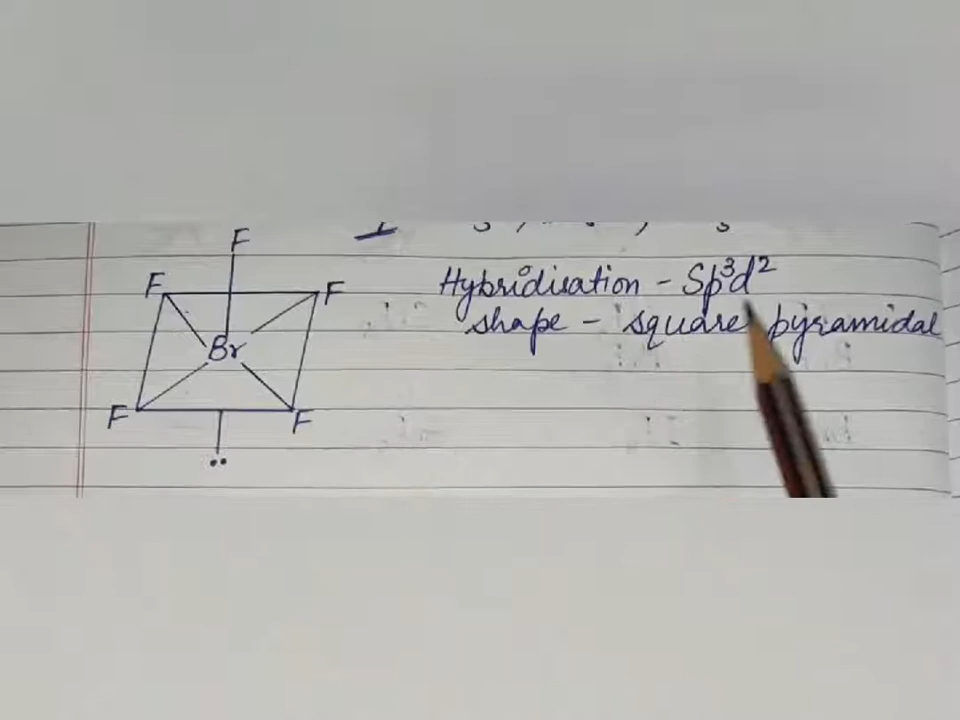 F
F F
Br
F F
Hybridisation - Sp³d²
shape - square pyramidal